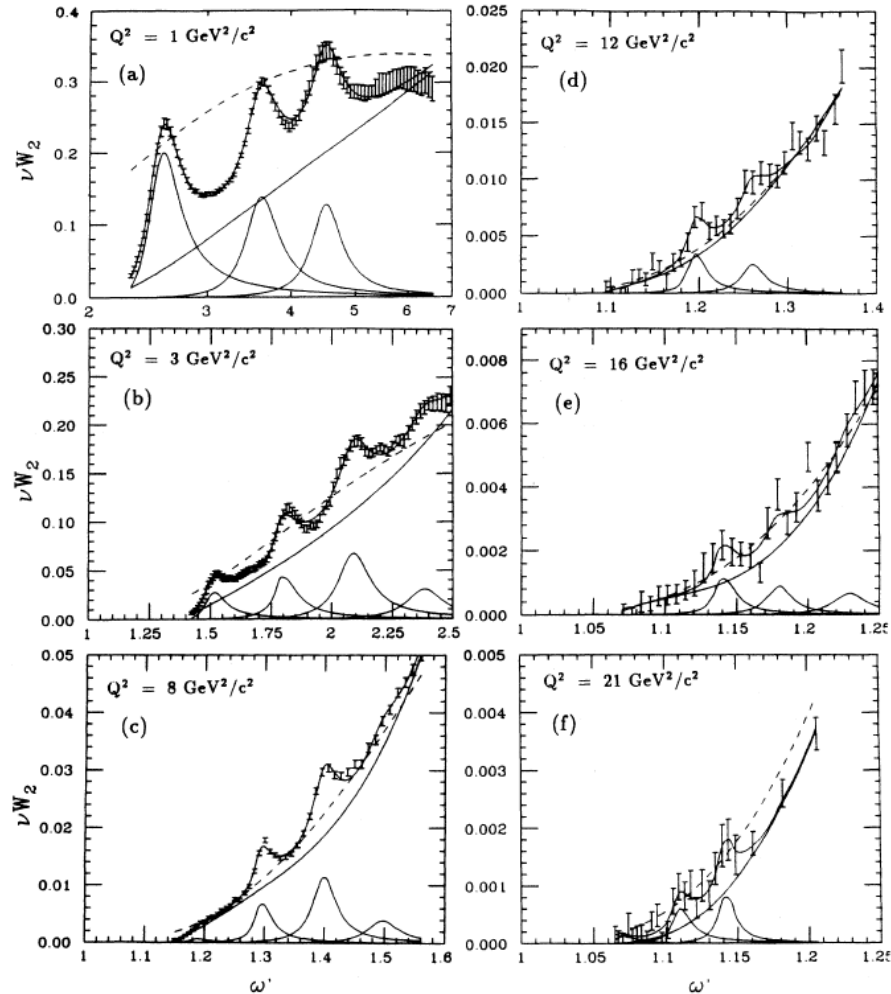 Q² = 1 GeV²/c²
(a)
νW₂
0.4
0.3
0.2
0.1
0.0
2 3 4 5 6 7
Q² = 3 GeV²/c²
(b)
νW₂
0.30
0.25
0.20
0.15
0.10
0.05
0.00
1 1.25 1.5 1.75 2 2.25 2.5
Q² = 8 GeV²/c²
(c)
νW₂
0.05
0.04
0.03
0.02
0.01
0.00
1 1.1 1.2 1.3 1.4 1.5 1.6
ω'
Q² = 12 GeV²/c²
(d)
0.025
0.020
0.015
0.010
0.005
0.000
1 1.1 1.2 1.3 1.4
Q² = 16 GeV²/c²
(e)
0.008
0.006
0.004
0.002
0.000
1 1.05 1.1 1.15 1.2 1.25
Q² = 21 GeV²/c²
(f)
0.005
0.004
0.003
0.002
0.001
0.000
1 1.05 1.1 1.15 1.2 1.25
ω'